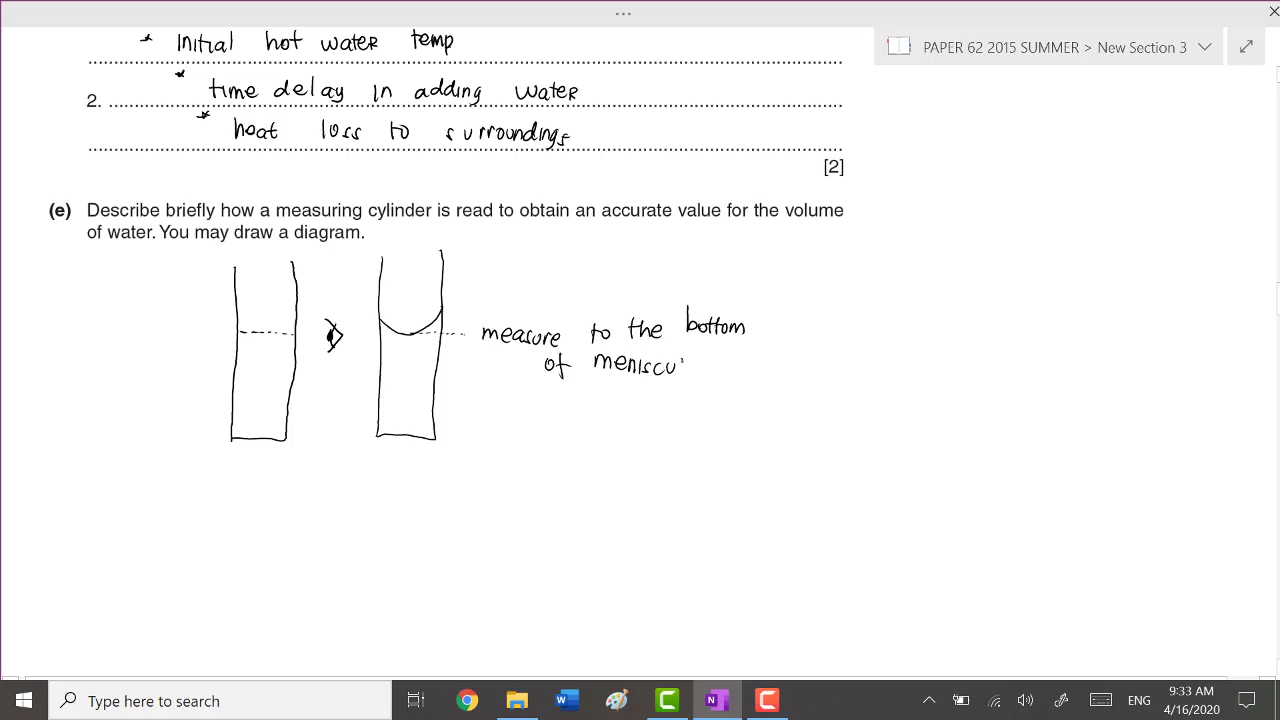 PAPER 62 2015 SUMMER > New Section 3
* Initial hot water temp
* time delay in adding water
2.
* heat loss to surroundings
[2]
(e) Describe briefly how a measuring cylinder is read to obtain an accurate value for the volume
of water. You may draw a diagram.
measure to the bottom
of meniscu
Type here to search
ENG
9:33 AM
4/16/2020